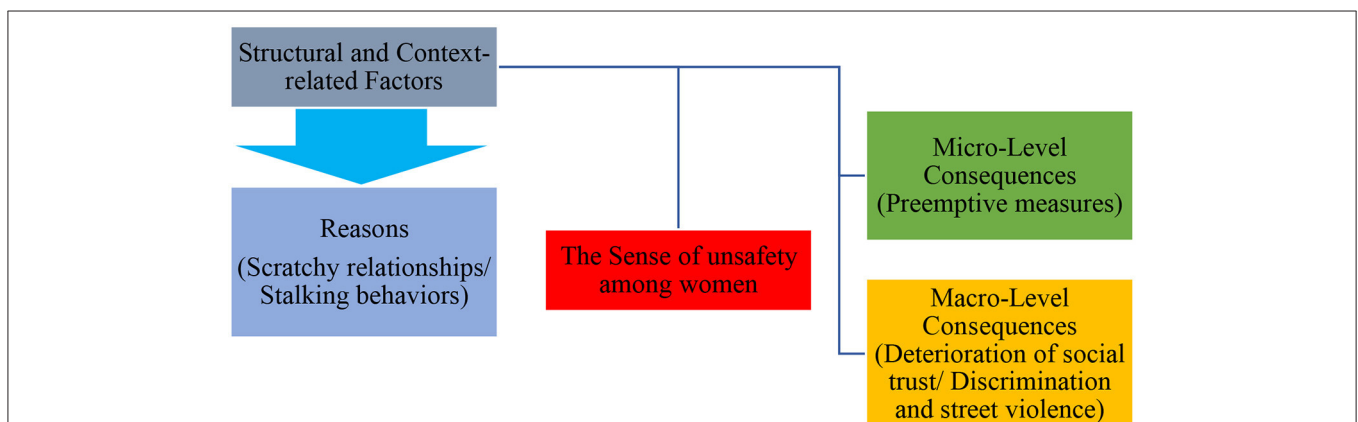 Structural and Context-
related Factors
Reasons
(Scratchy relationships/
Stalking behaviors)
The Sense of unsafety
among women
Micro-Level
Consequences
(Preemptive measures)
Macro-Level
Consequences
(Deterioration of social
trust/ Discrimination
and street violence)